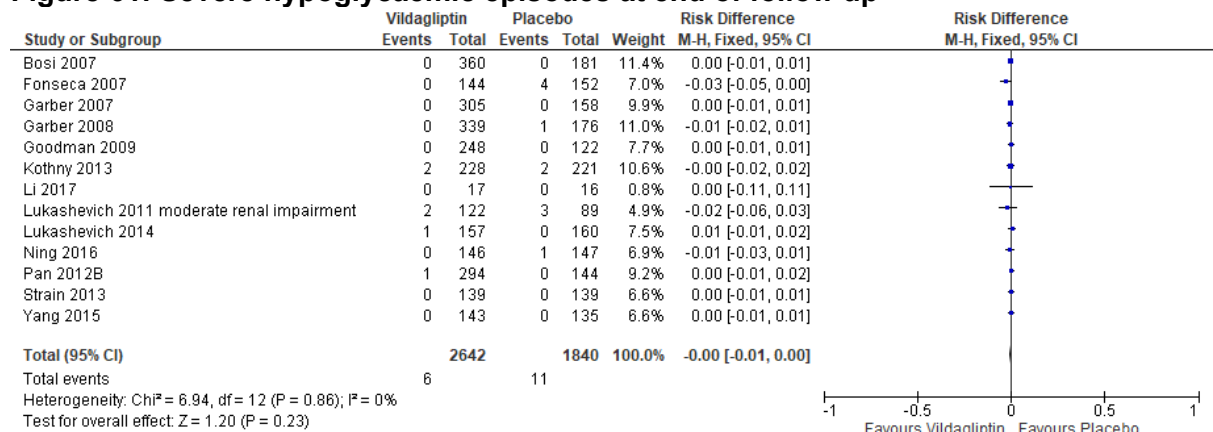 Vildagliptin Placebo Risk Difference Risk Difference
Study or Subgroup Events Total Events Total Weight M-H, Fixed, 95% CI M-H, Fixed, 95% CI
Bosi 2007 0 360 0 181 11.4% 0.00 [-0.01, 0.01]
Fonseca 2007 0 144 4 152 7.0% -0.03 [-0.05, 0.00]
Garber 2007 0 305 0 158 9.9% 0.00 [-0.01, 0.01]
Garber 2008 0 339 1 176 11.0% -0.01 [-0.02, 0.01]
Goodman 2009 0 248 0 122 7.7% 0.00 [-0.01, 0.01]
Kothny 2013 2 228 2 221 10.6% -0.00 [-0.02, 0.02]
Li 2017 0 17 0 16 0.8% 0.00 [-0.11, 0.11]
Lukashevich 2011 moderate renal impairment 2 122 3 89 4.9% -0.02 [-0.06, 0.03]
Lukashevich 2014 1 157 0 160 7.5% 0.01 [-0.01, 0.02]
Ning 2016 0 146 1 147 6.9% -0.01 [-0.03, 0.01]
Pan 2012B 1 294 0 144 9.2% 0.00 [-0.01, 0.02]
Strain 2013 0 139 0 139 6.6% 0.00 [-0.01, 0.01]
Yang 2015 0 143 0 135 6.6% 0.00 [-0.01, 0.01]
Total (95% CI) 2642 1840 100.0% -0.00 [-0.01, 0.00]
Total events 6 11
Heterogeneity: Chi² = 6.94, df = 12 (P = 0.86); I² = 0%
Test for overall effect: Z = 1.20 (P = 0.23)
-1 -0.5 0 0.5 1
Favours Vildagliptin Favours Placebo